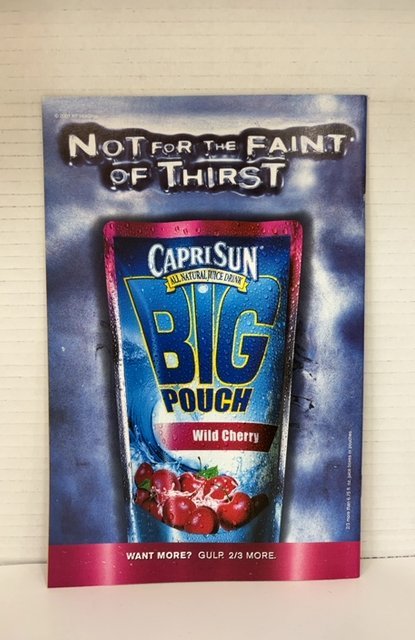 NOT FOR THE FAINT
OF THIRST
CAPRI SUN
ALL NATURAL JUICE DRINK
BIG
POUCH
Wild Cherry
WANT MORE? GULP. 2/3 MORE.